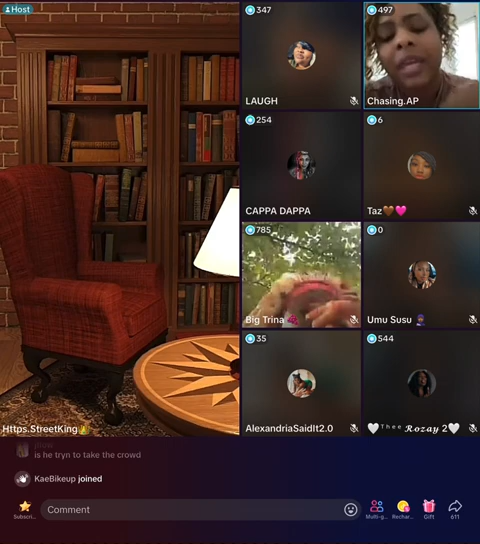 Host
Https.StreetKing
347
LAUGH
497
Chasing.AP
254
CAPPA DAPPA
6
Taz
785
Big Trina
0
Umu Susu
35
AlexandriaSaidIt2.0
544
ᵀʰᵉᵉ 𝓡𝓸𝔃𝓪𝔂 2
is he tryn to take the crowd
KaeBikeup joined
Comment
Subscri...
Multi-g...
Rechar...
Gift
611